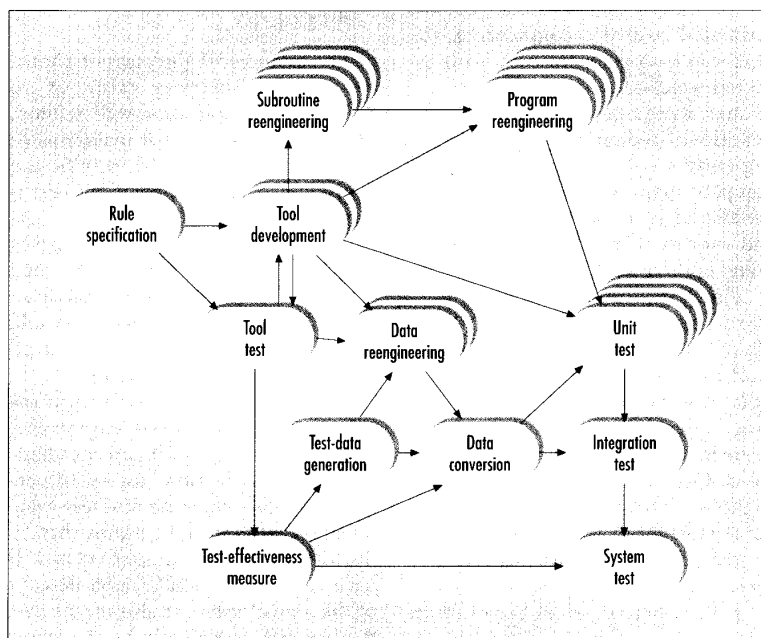 Subroutine
reengineering
Program
reengineering
Rule
specification
Tool
development
Tool
test
Data
reengineering
Unit
test
Test-data
generation
Data
conversion
Integration
test
Test-effectiveness
measure
System
test